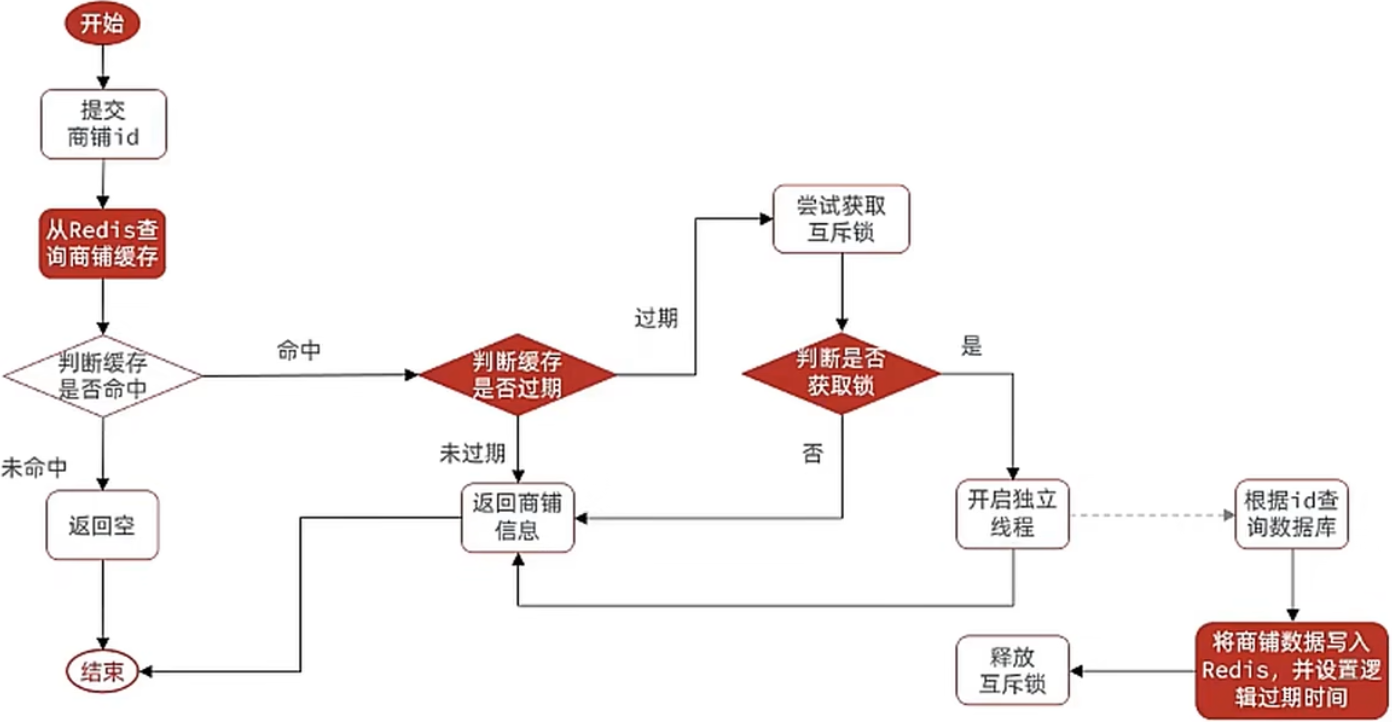 开始
提交
商铺id
从Redis查
询商铺缓存
判断缓存
是否命中
未命中
返回空
结束
命中
判断缓存
是否过期
未过期
返回商铺
信息
过期
尝试获取
互斥锁
判断是否
获取锁
否
是
开启独立
线程
根据id查
询数据库
将商铺数据写入
Redis，并设置逻
辑过期时间
释放
互斥锁